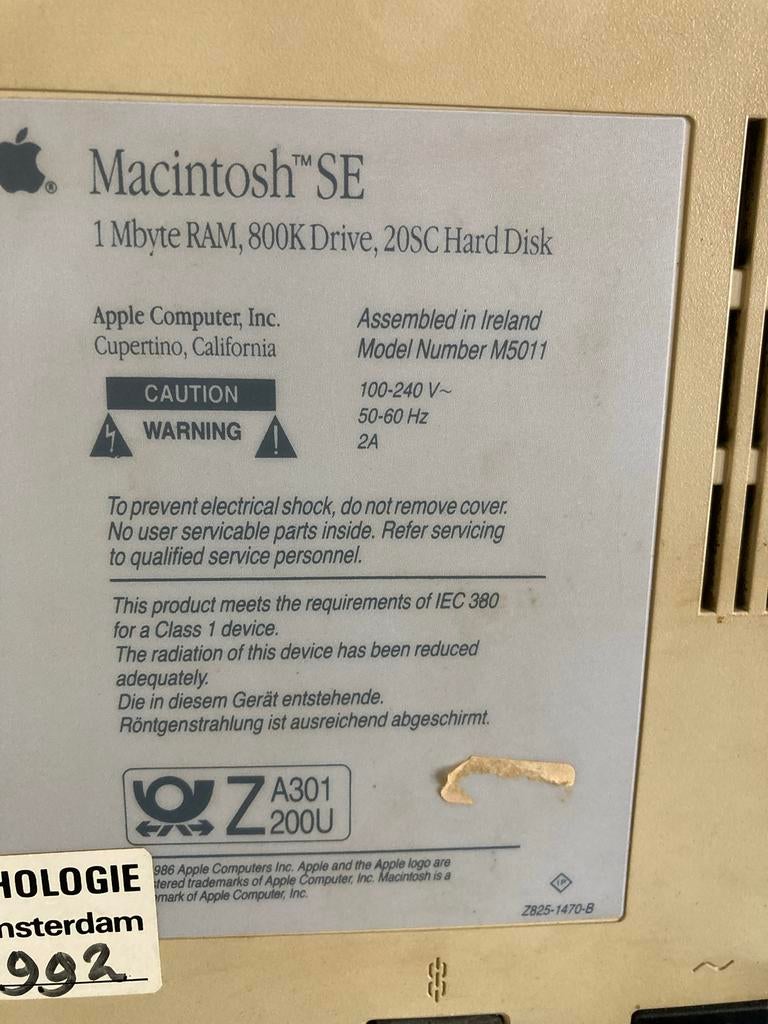 Macintosh™ SE
1 Mbyte RAM, 800K Drive, 20SC Hard Disk
Apple Computer, Inc.
Cupertino, California
Assembled in Ireland
Model Number M5011
100-240 V~
50-60 Hz
2A
CAUTION
WARNING
To prevent electrical shock, do not remove cover.
No user servicable parts inside. Refer servicing
to qualified service personnel.
This product meets the requirements of IEC 380
for a Class 1 device.
The radiation of this device has been reduced
adequately.
Die in diesem Gerät entstehende.
Röntgenstrahlung ist ausreichend abgeschirmt.
Z A301
200U
986 Apple Computers Inc. Apple and the Apple logo are
stered trademarks of Apple Computer, Inc. Macintosh is a
mark of Apple Computer, Inc.
Z825-1470-B
HOLOGIE
msterdam
992